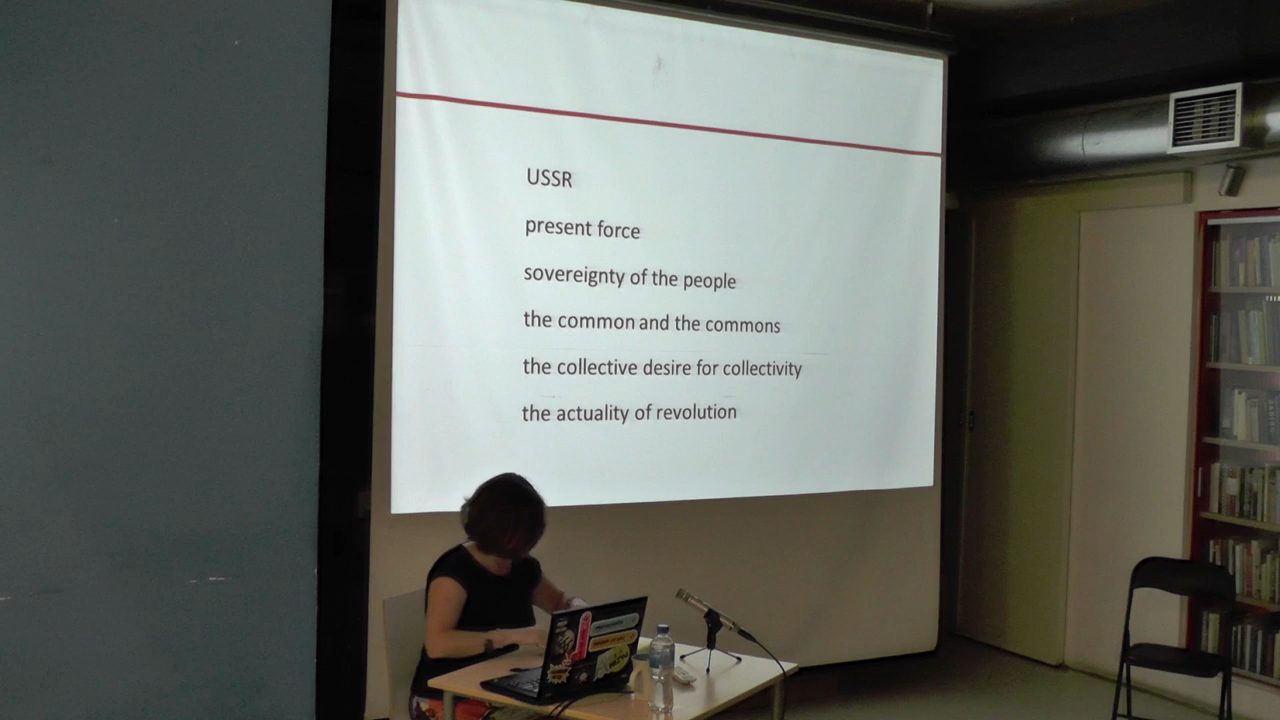 USSR
present force
sovereignty of the people
the common and the commons
the collective desire for collectivity
the actuality of revolution